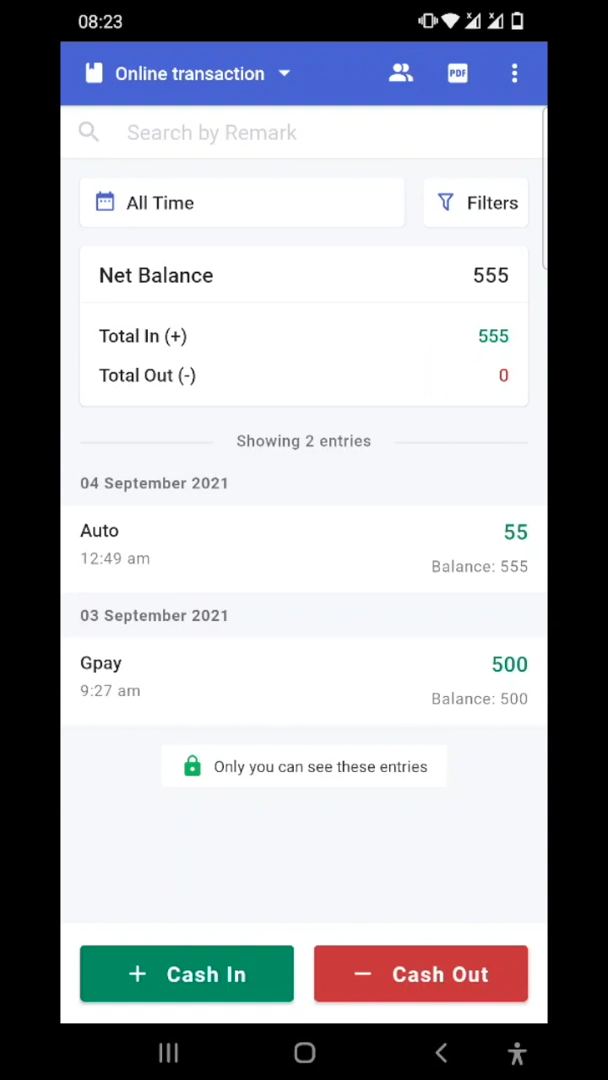 08:23
Online transaction
PDF
Search by Remark
All Time
Filters
Net Balance 555
Total In (+) 555
Total Out (-) 0
Showing 2 entries
04 September 2021
Auto 55
12:49 am Balance: 555
03 September 2021
Gpay 500
9:27 am Balance: 500
Only you can see these entries
+ Cash In
− Cash Out